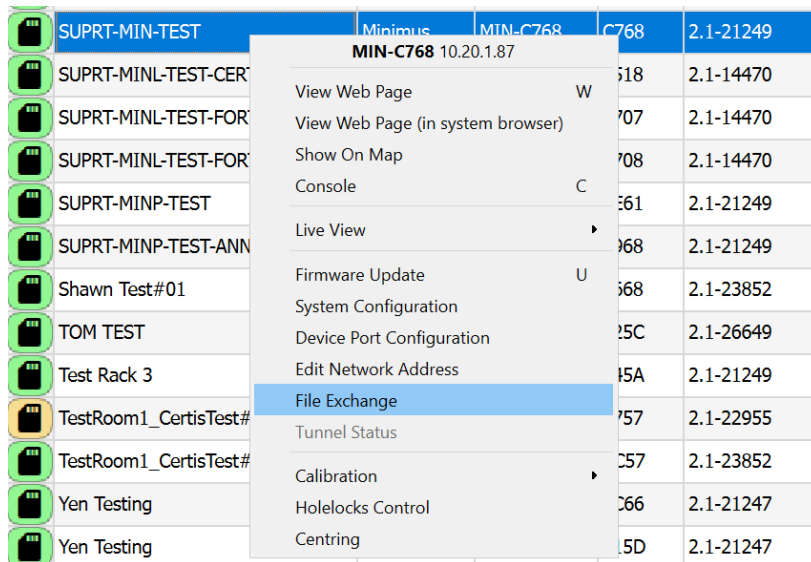 SUPRT-MIN-TEST Minimus MIN-C768 C768 2.1-21249
MIN-C768 10.20.1.87
SUPRT-MINL-TEST-CER 518 2.1-14470
View Web Page W
SUPRT-MINL-TEST-FOR 707 2.1-14470
View Web Page (in system browser)
SUPRT-MINL-TEST-FOR 708 2.1-14470
Show On Map
Console C
SUPRT-MINP-TEST E61 2.1-21249
Live View
SUPRT-MINP-TEST-ANN 968 2.1-21249
Firmware Update U
Shawn Test#01 568 2.1-23852
System Configuration
TOM TEST 25C 2.1-26649
Device Port Configuration
Edit Network Address
Test Rack 3 45A 2.1-21249
File Exchange
TestRoom1_CertisTest# 757 2.1-22955
Tunnel Status
TestRoom1_CertisTest# C57 2.1-23852
Calibration
Yen Testing C66 2.1-21247
Holelocks Control
Centring
Yen Testing 15D 2.1-21247